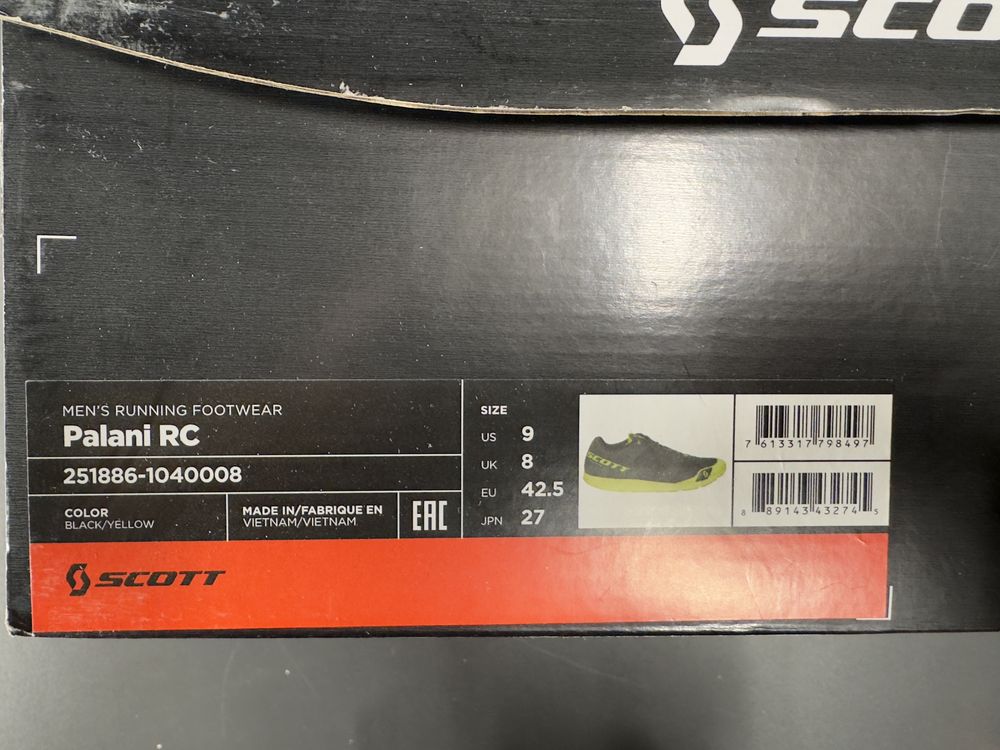 SCO
MEN'S RUNNING FOOTWEAR
Palani RC
251886-1040008
COLOR
BLACK/YELLOW
MADE IN/FABRIQUE EN
VIETNAM/VIETNAM
EAC
SIZE
US 9
UK 8
EU 42.5
JPN 27
SCOTT
7 613317 798497
8 89143 43274 5
SCOTT